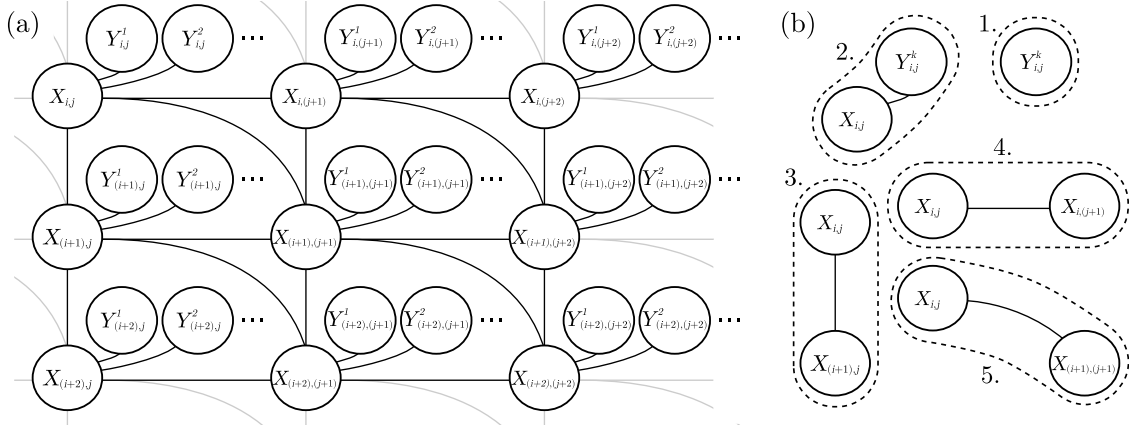 (a)
Y^1_{i,j} Y^2_{i,j} ... Y^1_{i,(j+1)} Y^2_{i,(j+1)} ... Y^1_{i,(j+2)} Y^2_{i,(j+2)} ...
X_{i,j} X_{i,(j+1)} X_{i,(j+2)}
Y^1_{(i+1),j} Y^2_{(i+1),j} ... Y^1_{(i+1),(j+1)} Y^2_{(i+1),(j+1)} ... Y^1_{(i+1),(j+2)} Y^2_{(i+1),(j+2)} ...
X_{(i+1),j} X_{(i+1),(j+1)} X_{(i+1),(j+2)}
Y^1_{(i+2),j} Y^2_{(i+2),j} ... Y^1_{(i+2),(j+1)} Y^2_{(i+2),(j+1)} ... Y^1_{(i+2),(j+2)} Y^2_{(i+2),(j+2)} ...
X_{(i+2),j} X_{(i+2),(j+1)} X_{(i+2),(j+2)}
(b)
1.
Y^k_{i,j}
2.
Y^k_{i,j}
X_{i,j}
3.
X_{i,j}
X_{(i+1),j}
4.
X_{i,j} X_{i,(j+1)}
5.
X_{i,j}
X_{(i+1),(j+1)}